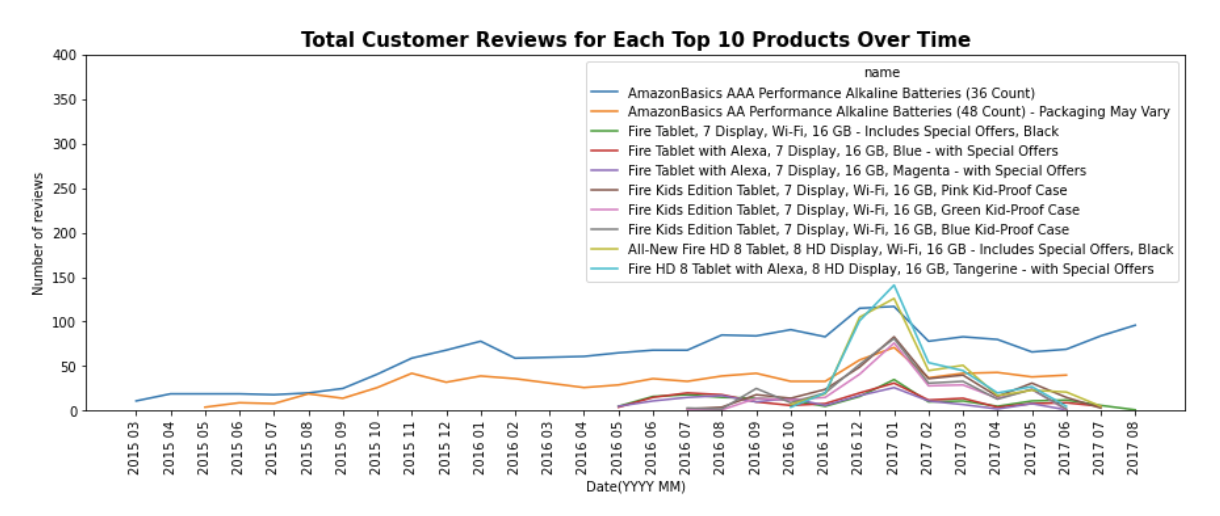 Total Customer Reviews for Each Top 10 Products Over Time
400
350
300
250
200
150
100
50
0
Number of reviews
name
AmazonBasics AAA Performance Alkaline Batteries (36 Count)
AmazonBasics AA Performance Alkaline Batteries (48 Count) - Packaging May Vary
Fire Tablet, 7 Display, Wi-Fi, 16 GB - Includes Special Offers, Black
Fire Tablet with Alexa, 7 Display, 16 GB, Blue - with Special Offers
Fire Tablet with Alexa, 7 Display, 16 GB, Magenta - with Special Offers
Fire Kids Edition Tablet, 7 Display, Wi-Fi, 16 GB, Pink Kid-Proof Case
Fire Kids Edition Tablet, 7 Display, Wi-Fi, 16 GB, Green Kid-Proof Case
Fire Kids Edition Tablet, 7 Display, Wi-Fi, 16 GB, Blue Kid-Proof Case
All-New Fire HD 8 Tablet, 8 HD Display, Wi-Fi, 16 GB - Includes Special Offers, Black
Fire HD 8 Tablet with Alexa, 8 HD Display, 16 GB, Tangerine - with Special Offers
2015 03
2015 04
2015 05
2015 06
2015 07
2015 08
2015 09
2015 10
2015 11
2015 12
2016 01
2016 02
2016 03
2016 04
2016 05
2016 06
2016 07
2016 08
2016 09
2016 10
2016 11
2016 12
2017 01
2017 02
2017 03
2017 04
2017 05
2017 06
2017 07
2017 08
Date(YYYY MM)